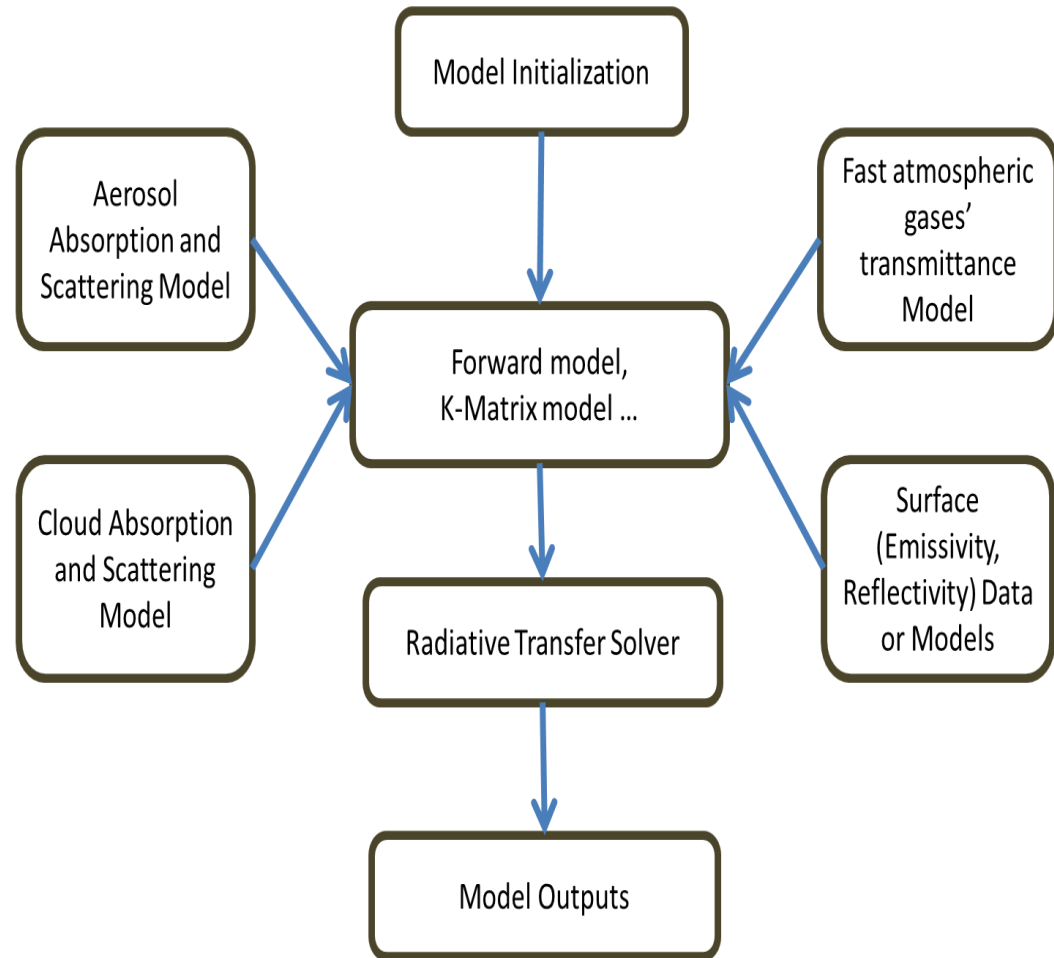 Model Initialization
Aerosol
Absorption and
Scattering Model
Fast atmospheric
gases’
transmittance
Model
Forward model,
K-Matrix model ...
Cloud Absorption
and Scattering
Model
Surface
(Emissivity,
Reflectivity) Data
or Models
Radiative Transfer Solver
Model Outputs